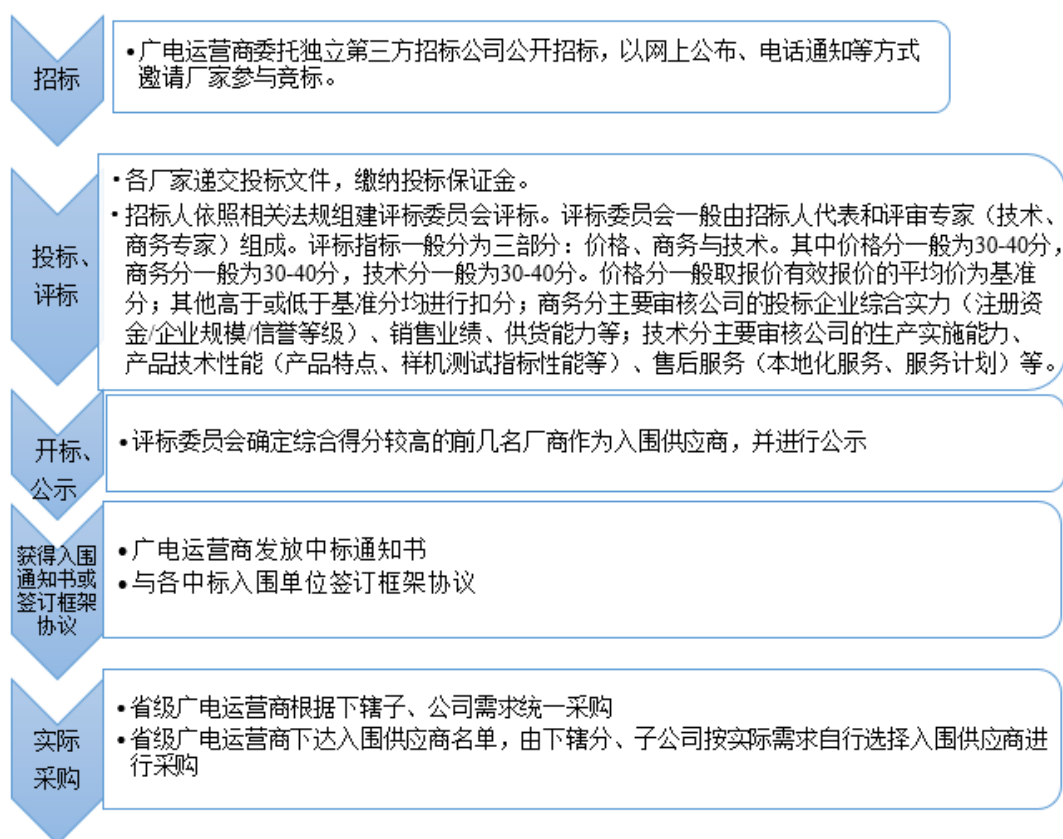 招标
•广电运营商委托独立第三方招标公司公开招标，以网上公布、电话通知等方式
邀请厂家参与竞标。
投标、
评标
•各厂家递交投标文件，缴纳投标保证金。
•招标人依照相关法规组建评标委员会评标。评标委员会一般由招标人代表和评审专家（技术、
商务专家）组成。评标指标一般分为三部分：价格、商务与技术。其中价格分一般为30-40分，
商务分一般为30-40分，技术分一般为30-40分。价格分一般取报价有效报价的平均价为基准
分；其他高于或低于基准分均进行扣分；商务分主要审核公司的投标企业综合实力（注册资
金/企业规模/信誉等级）、销售业绩、供货能力等；技术分主要审核公司的生产实施能力、
产品技术性能（产品特点、样机测试指标性能等）、售后服务（本地化服务、服务计划）等。
开标、
公示
•评标委员会确定综合得分较高的前几名厂商作为入围供应商，并进行公示
获得入围
通知书或
签订框架
协议
•广电运营商发放中标通知书
•与各中标入围单位签订框架协议
实际
采购
•省级广电运营商根据下辖子、公司需求统一采购
•省级广电运营商下达入围供应商名单，由下辖分、子公司按实际需求自行选择入围供应商进
行采购